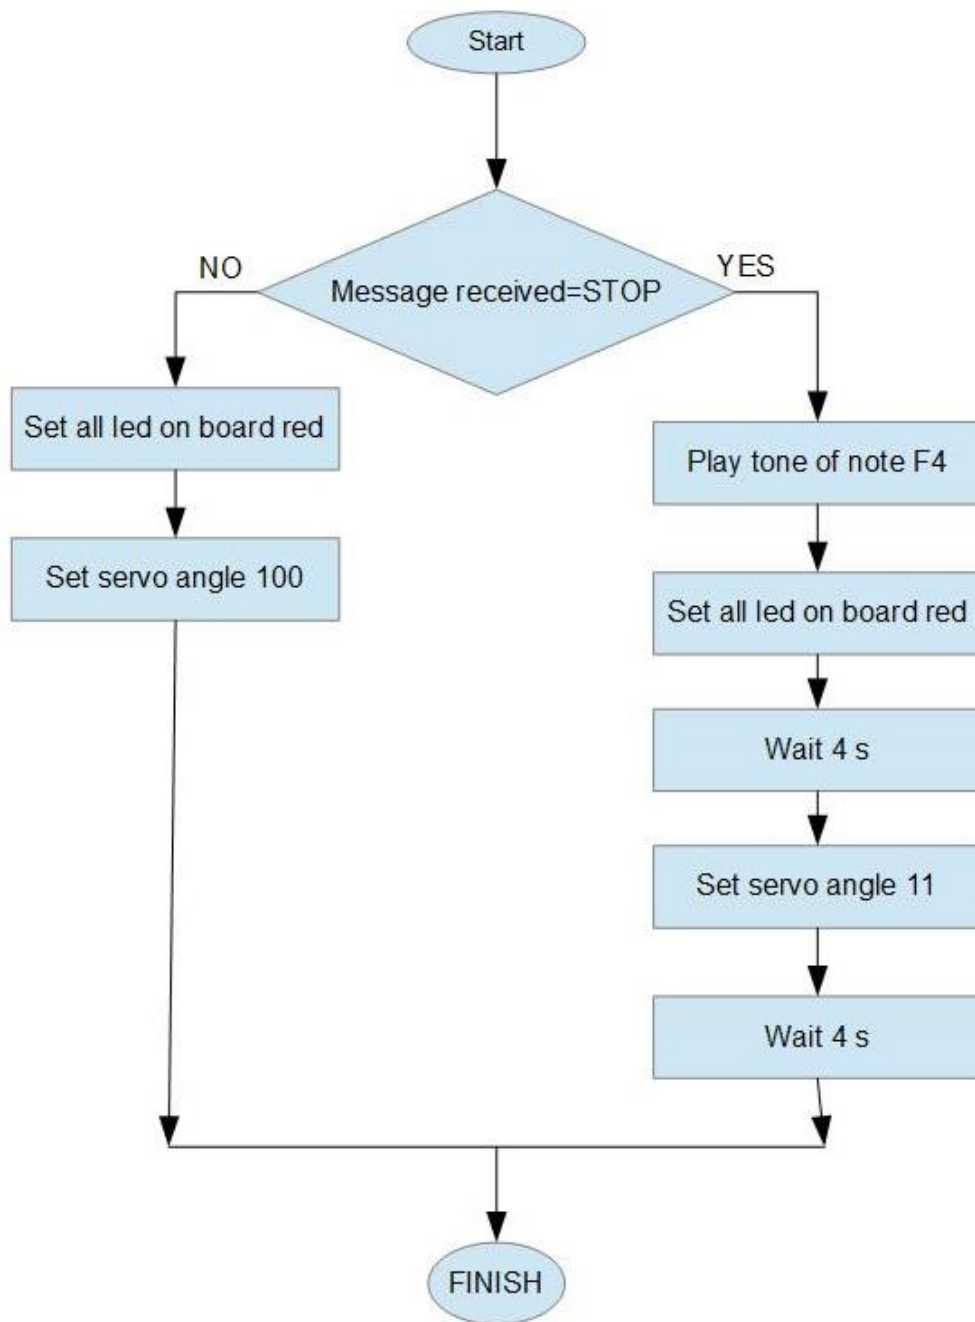 Start
Message received=STOP
NO
YES
Set all led on board red
Set servo angle 100
Play tone of note F4
Set all led on board red
Wait 4 s
Set servo angle 11
Wait 4 s
FINISH